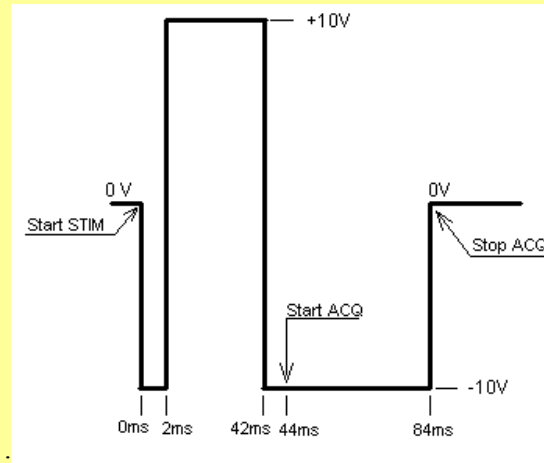 +10V
0 V
0V
Start STIM
Stop ACQ
Start ACQ
-10V
0ms 2ms 42ms 44ms 84ms
.